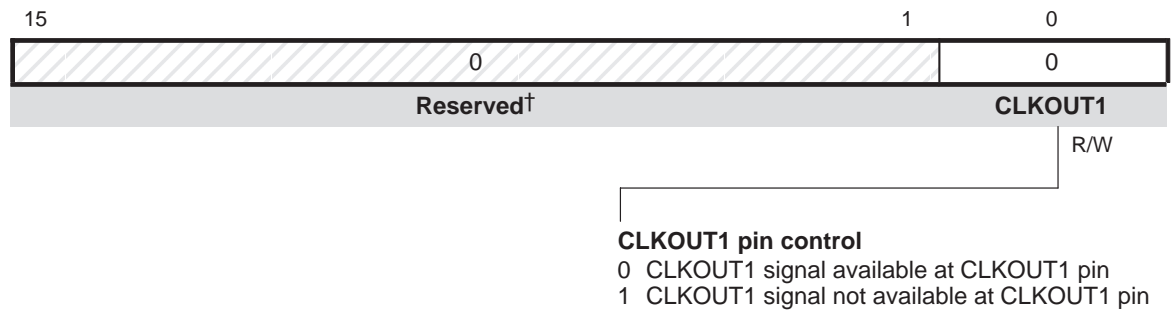 15 1 0
0 0
Reserved† CLKOUT1
R/W
CLKOUT1 pin control
0 CLKOUT1 signal available at CLKOUT1 pin
1 CLKOUT1 signal not available at CLKOUT1 pin